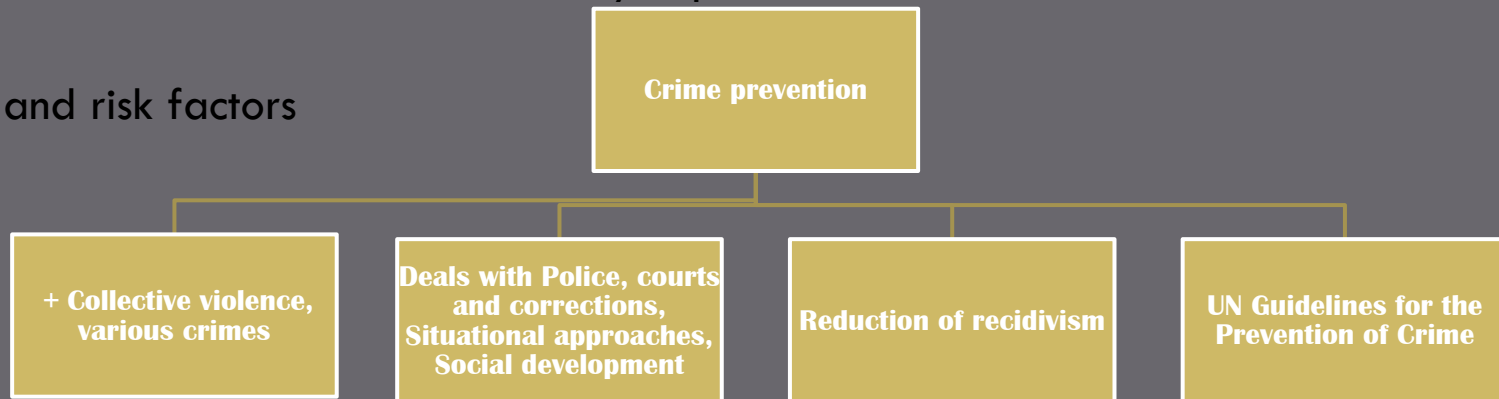 Crime prevention
and risk factors
+ Collective violence,
various crimes
Deals with Police, courts
and corrections,
Situational approaches,
Social development
Reduction of recidivism
UN Guidelines for the
Prevention of Crime